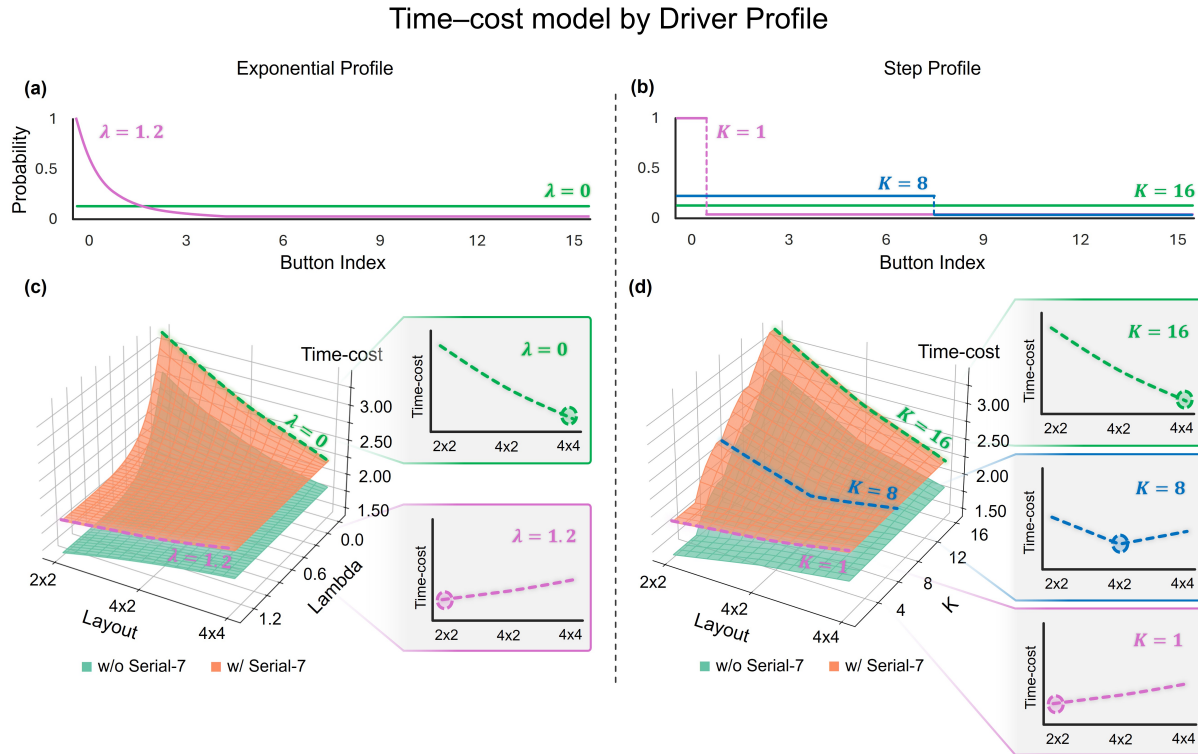 Time–cost model by Driver Profile
Exponential Profile
(a)
Probability
1
0.5
0
λ = 1.2
λ = 0
0 3 6 9 12 15
Button Index
Step Profile
(b)
1
0.5
0
K = 1
K = 8
K = 16
0 3 6 9 12 15
Button Index
(c)
Time-cost
3.00
2.50
2.00
1.50
λ = 0
λ = 1.2
0.0
0.6
1.2
Lambda
2x2
4x2
4x4
Layout
w/o Serial-7 w/ Serial-7
Time-cost
λ = 0
2x2 4x2 4x4
Time-cost
λ = 1.2
2x2 4x2 4x4
(d)
Time-cost
3.00
2.50
2.00
1.50
K = 16
K = 8
K = 1
16
12
8
4
K
2x2
4x2
4x4
Layout
w/o Serial-7 w/ Serial-7
Time-cost
K = 16
2x2 4x2 4x4
Time-cost
K = 8
2x2 4x2 4x4
Time-cost
K = 1
2x2 4x2 4x4